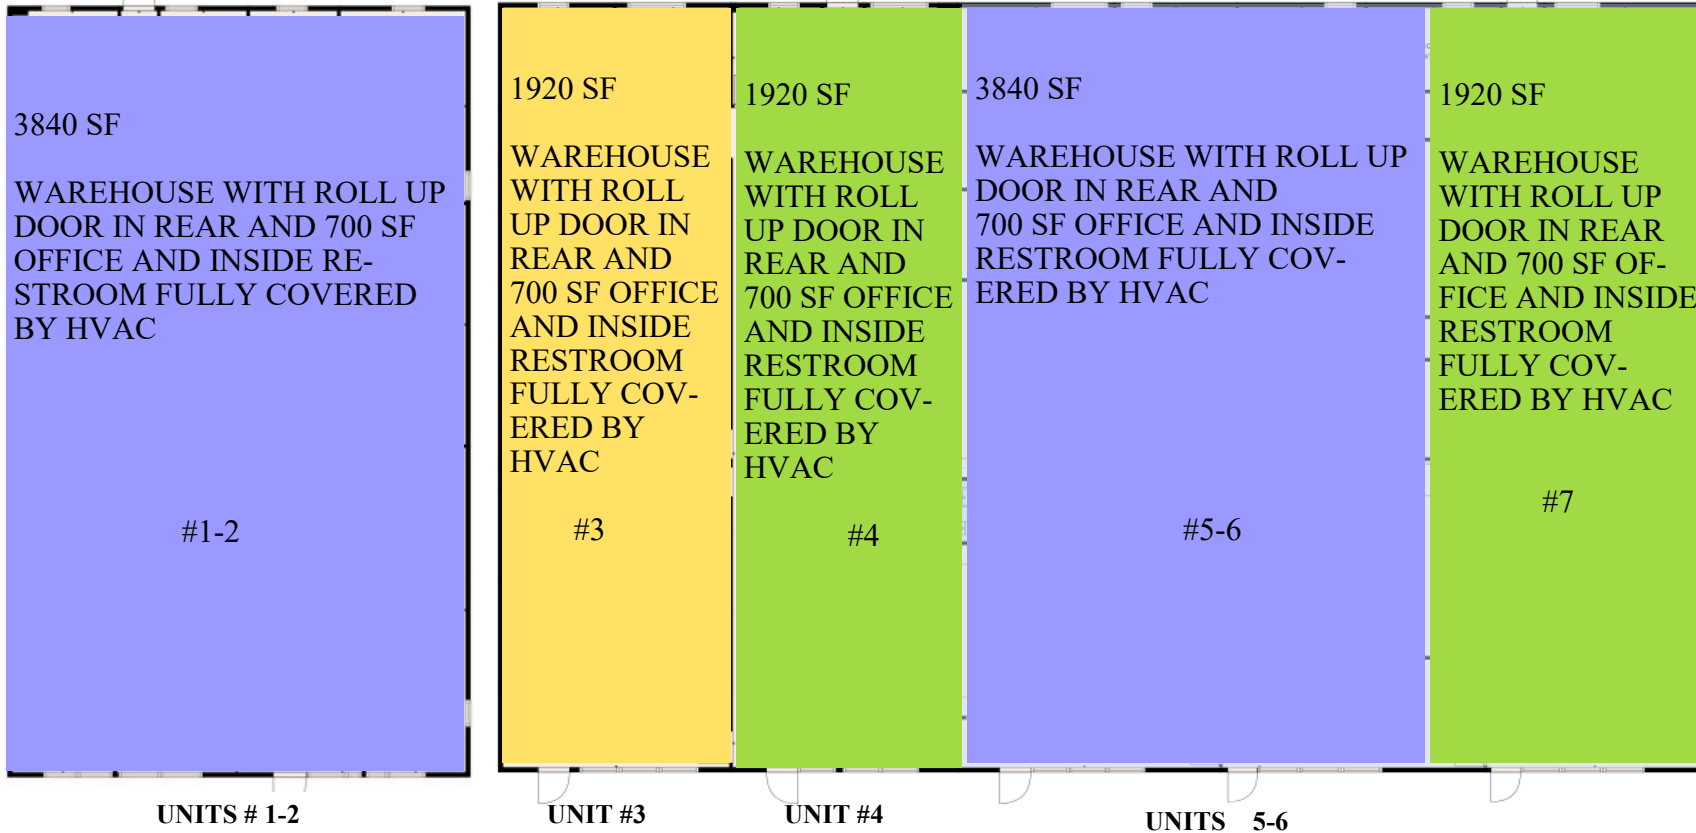 3840 SF
WAREHOUSE WITH ROLL UP
DOOR IN REAR AND 700 SF
OFFICE AND INSIDE RE-
STROOM FULLY COVERED
BY HVAC
#1-2
UNITS # 1-2
1920 SF
WAREHOUSE
WITH ROLL
UP DOOR IN
REAR AND
700 SF OFFICE
AND INSIDE
RESTROOM
FULLY COV-
ERED BY
HVAC
#3
UNIT #3
1920 SF
WAREHOUSE
WITH ROLL
UP DOOR IN
REAR AND
700 SF OFFICE
AND INSIDE
RESTROOM
FULLY COV-
ERED BY
HVAC
#4
UNIT #4
3840 SF
WAREHOUSE WITH ROLL UP
DOOR IN REAR AND
700 SF OFFICE AND INSIDE
RESTROOM FULLY COV-
ERED BY HVAC
#5-6
UNITS 5-6
1920 SF
WAREHOUSE
WITH ROLL UP
DOOR IN REAR
AND 700 SF OF-
FICE AND INSIDE
RESTROOM
FULLY COV-
ERED BY HVAC
#7